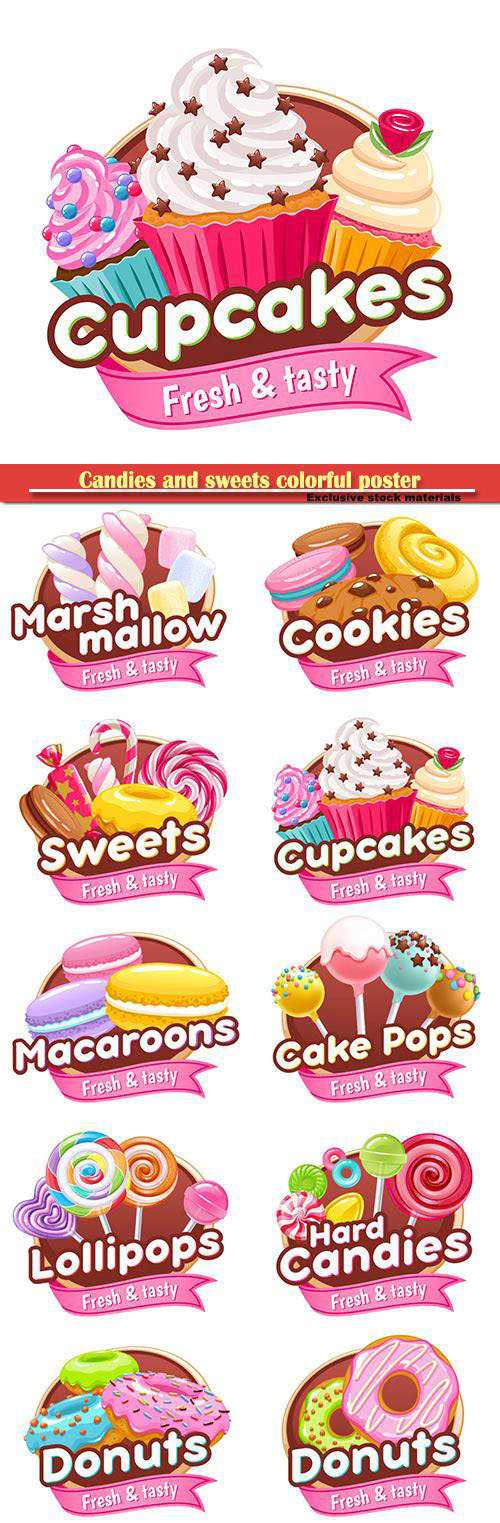 Cupcakes
Fresh & tasty
Candies and sweets colorful poster
Exclusive stock materials
Marsh
mallow
Fresh & tasty
Cookies
Fresh & tasty
Sweets
Fresh & tasty
Cupcakes
Fresh & tasty
Macaroons
Fresh & tasty
Cake Pops
Fresh & tasty
Lollipops
Fresh & tasty
Hard
Candies
Fresh & tasty
Donuts
Fresh & tasty
Donuts
Fresh & tasty